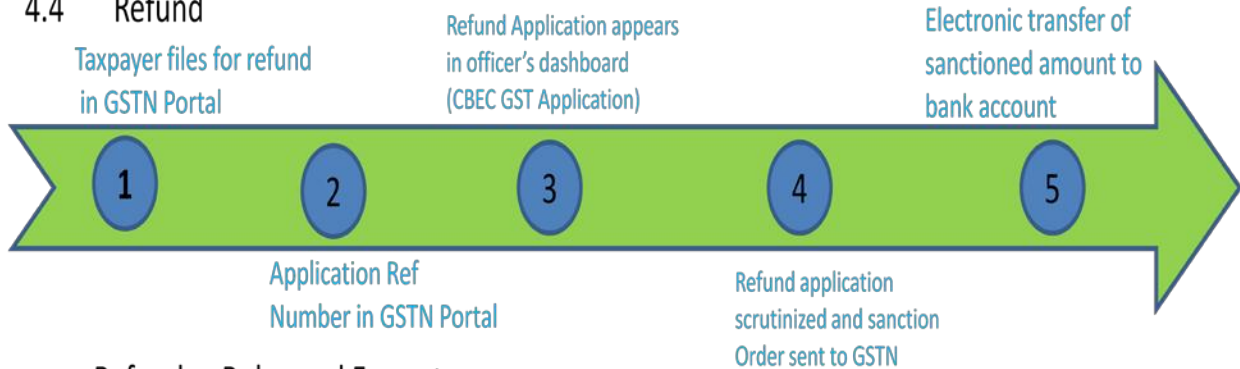 4.4 Refund
Taxpayer files for refund
in GSTN Portal
Refund Application appears
in officer's dashboard
(CBEC GST Application)
Electronic transfer of
sanctioned amount to
bank account
1
2
3
4
5
Application Ref
Number in GSTN Portal
Refund application
scrutinized and sanction
Order sent to GSTN